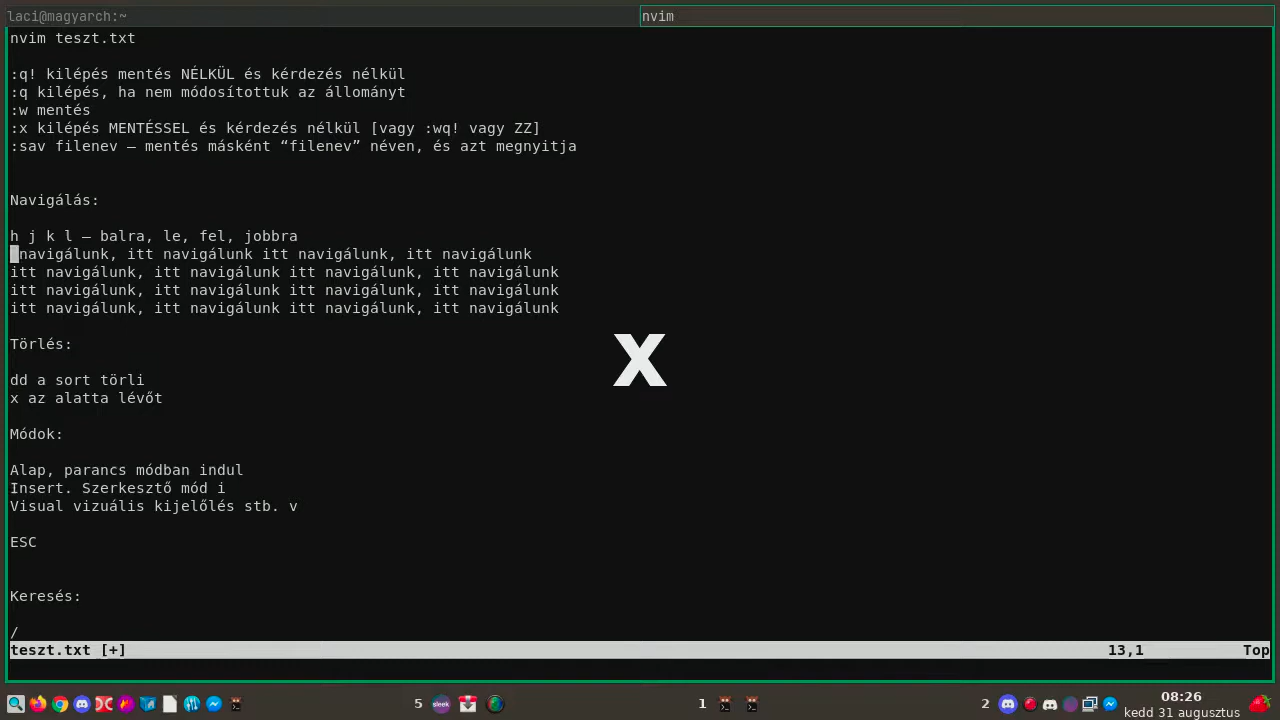 laci@magyarch:~
nvim
nvim teszt.txt
:q! kilépés mentés NÉLKÜL és kérdezés nélkül
:q kilépés, ha nem módosítottuk az állományt
:w mentés
:x kilépés MENTÉSSEL és kérdezés nélkül [vagy :wq! vagy ZZ]
:sav filenev – mentés másként “filenev” néven, és azt megnyitja
Navigálás:
h j k l – balra, le, fel, jobbra
navigálunk, itt navigálunk itt navigálunk, itt navigálunk
itt navigálunk, itt navigálunk itt navigálunk, itt navigálunk
itt navigálunk, itt navigálunk itt navigálunk, itt navigálunk
itt navigálunk, itt navigálunk itt navigálunk, itt navigálunk
Törlés:
x
dd a sort törli
x az alatta lévőt
Módok:
Alap, parancs módban indul
Insert. Szerkesztő mód i
Visual vizuális kijelőlés stb. v
ESC
Keresés:
/
teszt.txt [+] 13,1 Top
5 sleek 1 2 08:26
kedd 31 augusztus